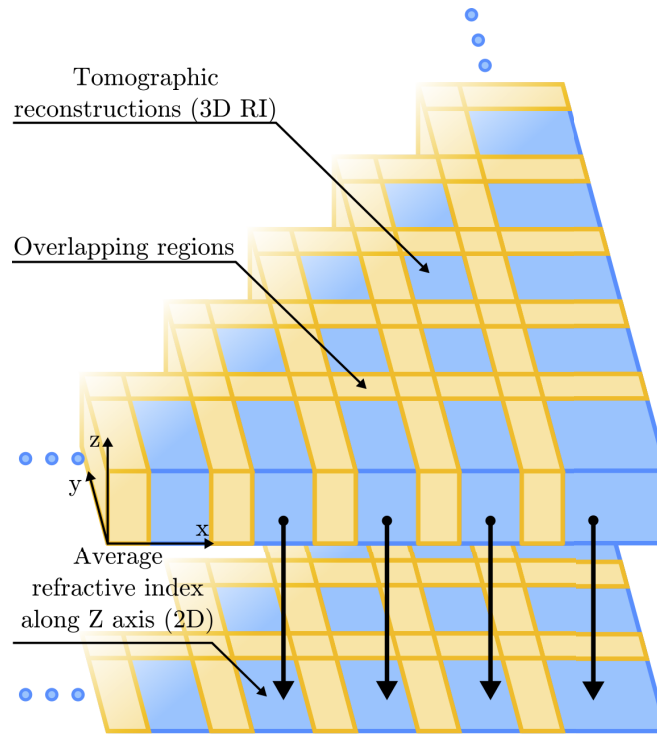 Tomographic
reconstructions (3D RI)
Overlapping regions
z
y
x
Average
refractive index
along Z axis (2D)